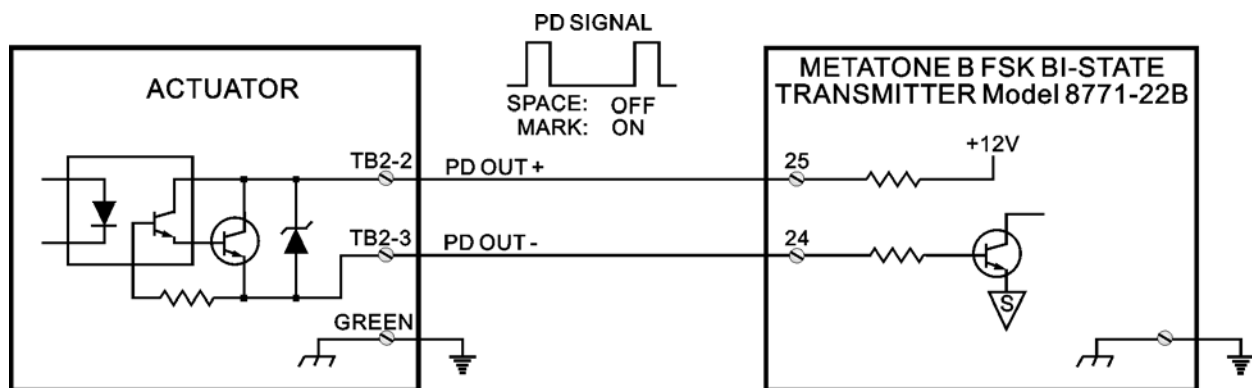 PD SIGNAL
SPACE: OFF
MARK: ON
ACTUATOR
TB2-2
PD OUT +
TB2-3
PD OUT -
GREEN
METATONE B FSK BI-STATE
TRANSMITTER Model 8771-22B
+12V
25
24
S